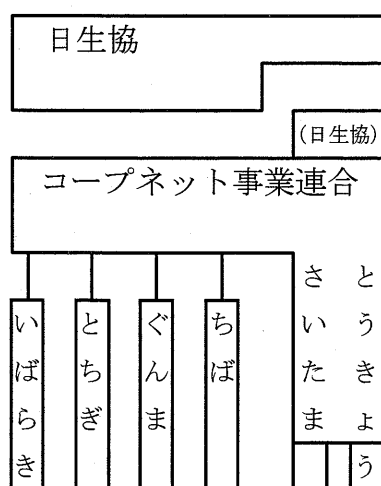 日生協
(日生協)
コープネット事業連合
いばらき
とちぎ
ぐんま
ちば
さいたま
とうきょう